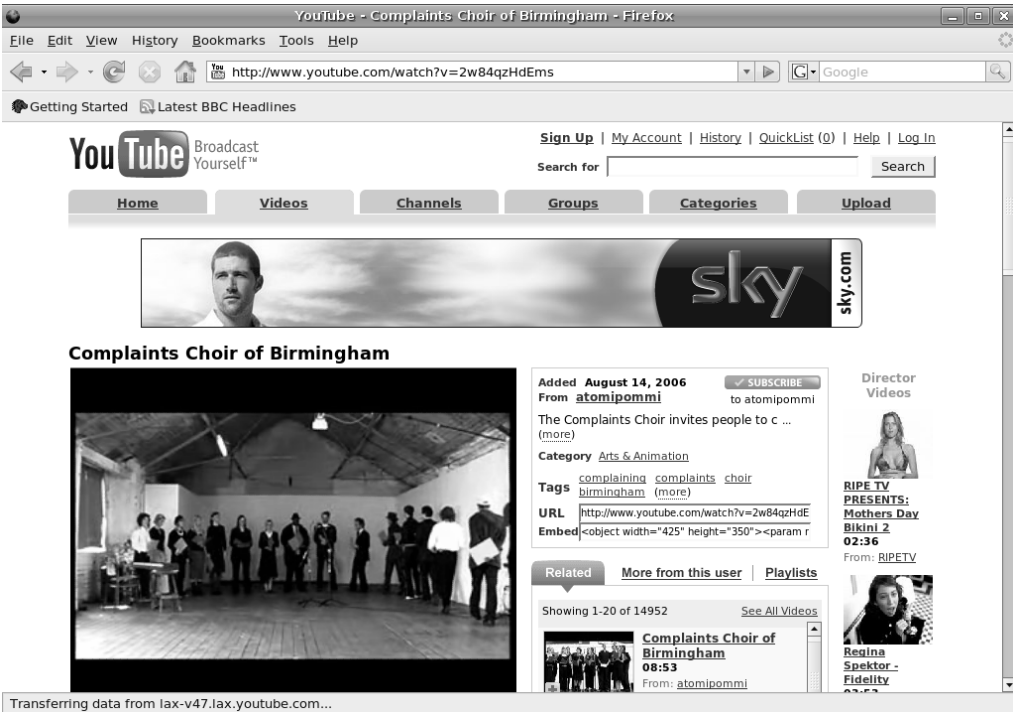 YouTube - Complaints Choir of Birmingham - Firefox
File Edit View History Bookmarks Tools Help
http://www.youtube.com/watch?v=2w84qzHdEms
G Google
Getting Started Latest BBC Headlines
YouTube Broadcast Yourself™
Sign Up | My Account | History | QuickList (0) | Help | Log In
Search for Search
Home Videos Channels Groups Categories Upload
sky sky.com
Complaints Choir of Birmingham
Added August 14, 2006
From atomipommi
SUBSCRIBE
to atomipommi
The Complaints Choir invites people to c ...
(more)
Category Arts & Animation
Tags complaining complaints choir
birmingham (more)
URL http://www.youtube.com/watch?v=2w84qzHdE
Embed <object width="425" height="350"><param r
Related More from this user Playlists
Showing 1-20 of 14952 See All Videos
Complaints Choir of
Birmingham
08:53
From: atomipommi
Director
Videos
RIPE TV
PRESENTS:
Mothers Day
Bikini 2
02:36
From: RIPETV
Regina
Spektor -
Fidelity
Transferring data from lax-v47.lax.youtube.com...